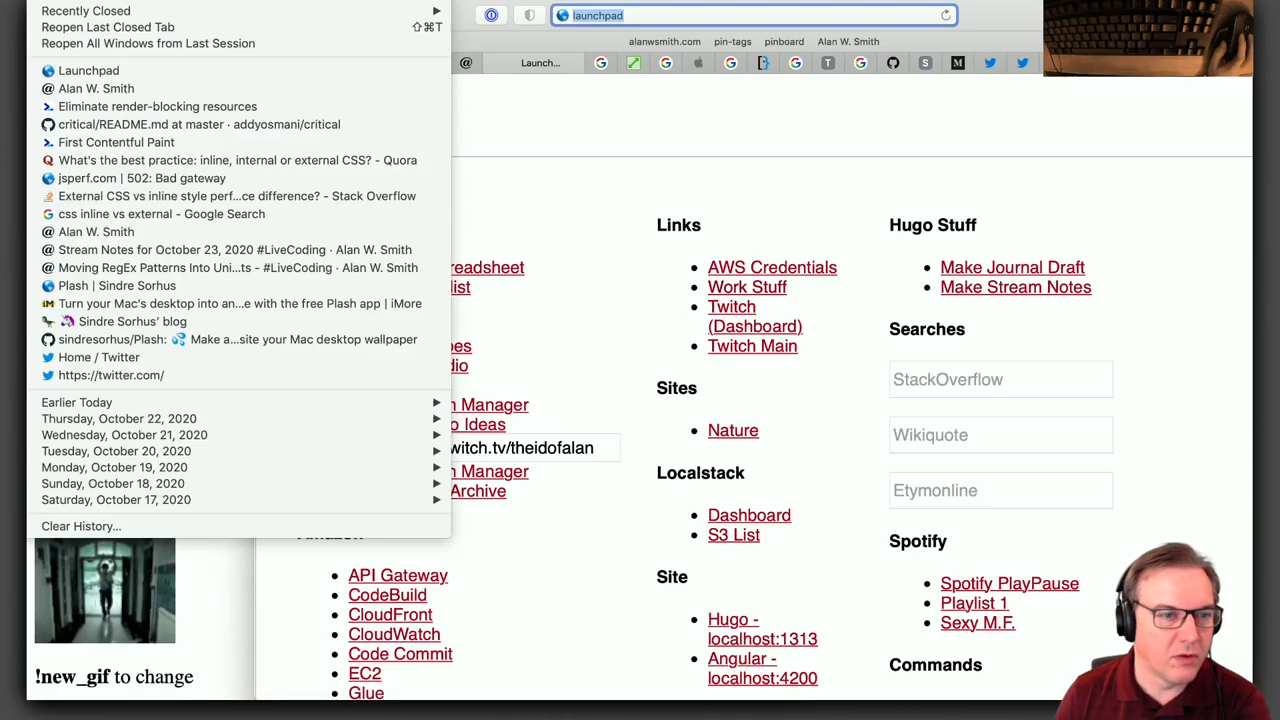 Recently Closed
Reopen Last Closed Tab ⇧⌘T
Reopen All Windows from Last Session
Launchpad
Alan W. Smith
Eliminate render-blocking resources
critical/README.md at master · addyosmani/critical
First Contentful Paint
What's the best practice: inline, internal or external CSS? - Quora
jsperf.com | 502: Bad gateway
External CSS vs inline style perf...ce difference? - Stack Overflow
css inline vs external - Google Search
Alan W. Smith
Stream Notes for October 23, 2020 #LiveCoding · Alan W. Smith
Moving RegEx Patterns Into Uni...ts - #LiveCoding · Alan W. Smith
Plash | Sindre Sorhus
Turn your Mac's desktop into an...e with the free Plash app | iMore
🦄 Sindre Sorhus’ blog
sindresorhus/Plash: 💦 Make a...site your Mac desktop wallpaper
Home / Twitter
https://twitter.com/
Earlier Today
Thursday, October 22, 2020
Wednesday, October 21, 2020
Tuesday, October 20, 2020
Monday, October 19, 2020
Sunday, October 18, 2020
Saturday, October 17, 2020
Clear History...
launchpad
alanwsmith.com pin-tags pinboard Alan W. Smith
Launch...
readsheet
list
pes
dio
n Manager
o Ideas
witch.tv/theidofalan
n Manager
Archive
API Gateway
CodeBuild
CloudFront
CloudWatch
Code Commit
EC2
Glue
Links
AWS Credentials
Work Stuff
Twitch
(Dashboard)
Twitch Main
Sites
Nature
Localstack
Dashboard
S3 List
Site
Hugo -
localhost:1313
Angular -
localhost:4200
Hugo Stuff
Make Journal Draft
Make Stream Notes
Searches
StackOverflow
Wikiquote
Etymonline
Spotify
Spotify PlayPause
Playlist 1
Sexy M.F.
Commands
!new_gif to change